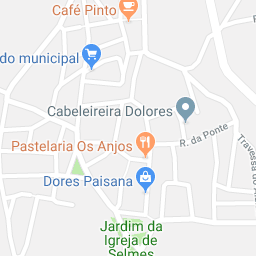 Café Pinto
do municipal
Cabeleireira Dolores
R. da Ponte
Pastelaria Os Anjos
Dores Paisana
Jardim da
Igreja de
Selmes